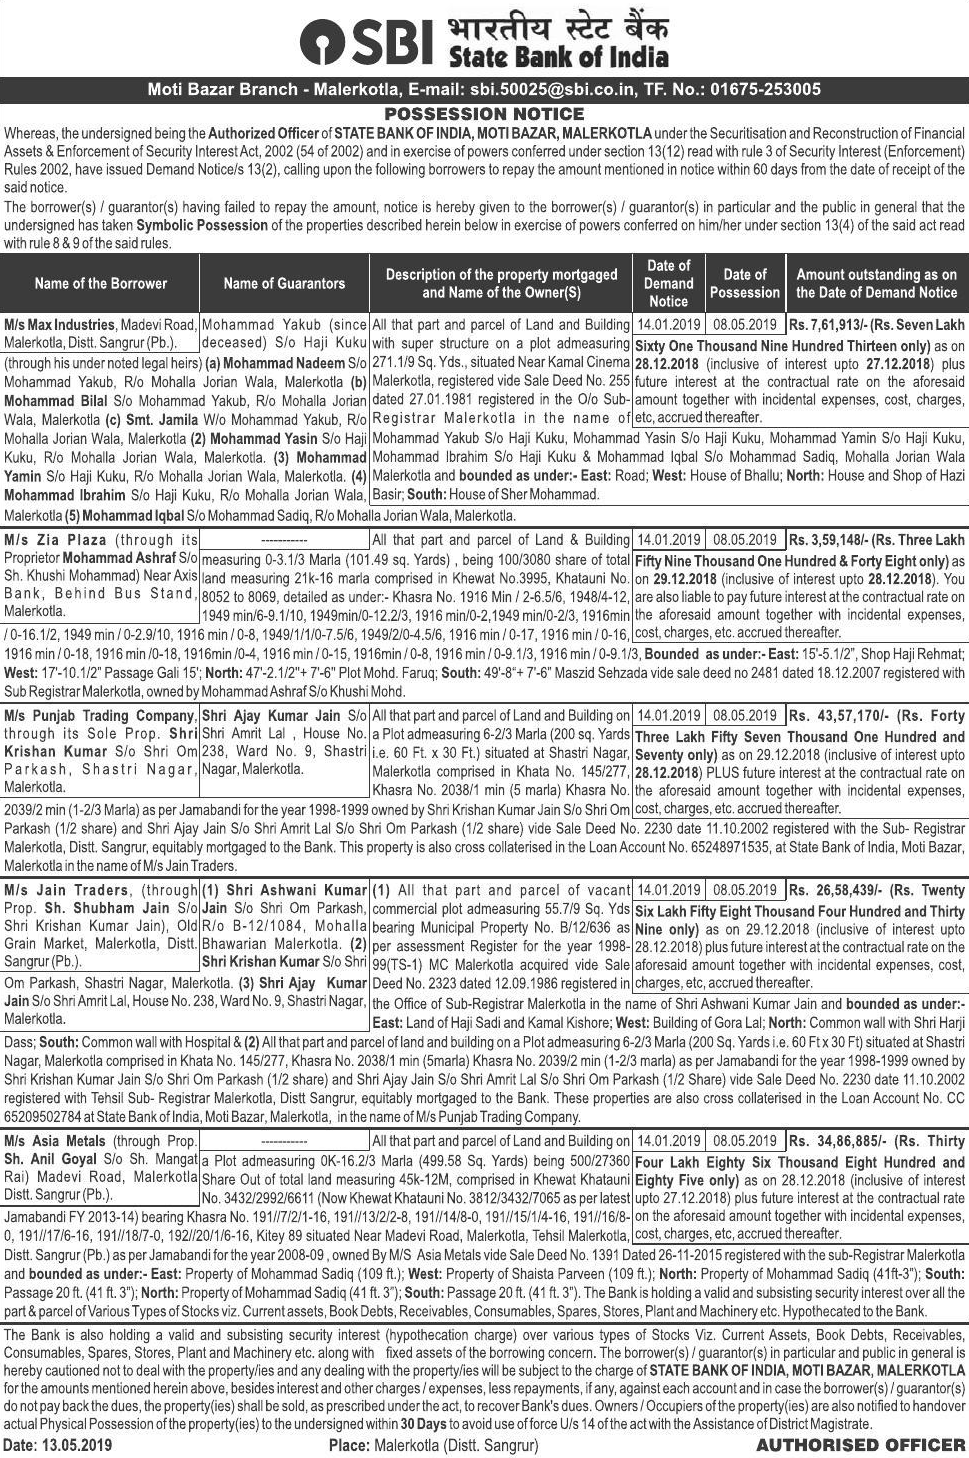 SBI भारतीय स्टेट बैंक
State Bank of India
Moti Bazar Branch - Malerkotla, E-mail: sbi.50025@sbi.co.in, TF. No.: 01675-253005
POSSESSION NOTICE
Whereas, the undersigned being the Authorized Officer of STATE BANK OF INDIA, MOTI BAZAR, MALERKOTLA under the Securitisation and Reconstruction of Financial
Assets & Enforcement of Security Interest Act, 2002 (54 of 2002) and in exercise of powers conferred under section 13(12) read with rule 3 of Security Interest (Enforcement)
Rules 2002, have issued Demand Notice/s 13(2), calling upon the following borrowers to repay the amount mentioned in notice within 60 days from the date of receipt of the
said notice.
The borrower(s) / guarantor(s) having failed to repay the amount, notice is hereby given to the borrower(s) / guarantor(s) in particular and the public in general that the
undersigned has taken Symbolic Possession of the properties described herein below in exercise of powers conferred on him/her under section 13(4) of the said act read
with rule 8 & 9 of the said rules.
Name of the Borrower
Name of Guarantors
Description of the property mortgaged
and Name of the Owner(S)
Date of
Demand
Notice
Date of
Possession
Amount outstanding as on
the Date of Demand Notice
M/s Max Industries, Madevi Road,
Malerkotla, Distt. Sangrur (Pb.).
Mohammad Yakub (since
deceased) S/o Haji Kuku
(through his under noted legal heirs) (a) Mohammad Nadeem S/o
Mohammad Yakub, R/o Mohalla Jorian Wala, Malerkotla (b)
Mohammad Bilal S/o Mohammad Yakub, R/o Mohalla Jorian
Wala, Malerkotla (c) Smt. Jamila W/o Mohammad Yakub, R/o
Mohalla Jorian Wala, Malerkotla (2) Mohammad Yasin S/o Haji
Kuku, R/o Mohalla Jorian Wala, Malerkotla. (3) Mohammad
Yamin S/o Haji Kuku, R/o Mohalla Jorian Wala, Malerkotla. (4)
Mohammad Ibrahim S/o Haji Kuku, R/o Mohalla Jorian Wala,
Malerkotla (5) Mohammad Iqbal S/o Mohammad Sadiq, R/o Mohalla Jorian Wala, Malerkotla.
All that part and parcel of Land and Building
with super structure on a plot admeasuring
271.1/9 Sq. Yds., situated Near Kamal Cinema
Malerkotla, registered vide Sale Deed No. 255
dated 27.01.1981 registered in the O/o Sub-
Registrar Malerkotla in the name of
Mohammad Yakub S/o Haji Kuku, Mohammad Yasin S/o Haji Kuku, Mohammad Yamin S/o Haji Kuku,
Mohammad Ibrahim S/o Haji Kuku & Mohammad Iqbal S/o Mohammad Sadiq, Mohalla Jorian Wala
Malerkotla and bounded as under:- East: Road; West: House of Bhallu; North: House and Shop of Hazi
Basir; South: House of Sher Mohammad.
14.01.2019
08.05.2019
Rs. 7,61,913/- (Rs. Seven Lakh
Sixty One Thousand Nine Hundred Thirteen only) as on
28.12.2018 (inclusive of interest upto 27.12.2018) plus
future interest at the contractual rate on the aforesaid
amount together with incidental expenses, cost, charges,
etc, accrued thereafter.
M/s Zia Plaza (through its
Proprietor Mohammad Ashraf S/o
Sh. Khushi Mohammad) Near Axis
Bank, Behind Bus Stand,
Malerkotla.
-----------
All that part and parcel of Land & Building
measuring 0-3.1/3 Marla (101.49 sq. Yards) , being 100/3080 share of total
land measuring 21k-16 marla comprised in Khewat No.3995, Khatauni No.
8052 to 8069, detailed as under:- Khasra No. 1916 Min / 2-6.5/6, 1948/4-12,
1949 min/6-9.1/10, 1949min/0-12.2/3, 1916 min/0-2,1949 min/0-2/3, 1916min
/ 0-16.1/2, 1949 min / 0-2.9/10, 1916 min / 0-8, 1949/1/1/0-7.5/6, 1949/2/0-4.5/6, 1916 min / 0-17, 1916 min / 0-16,
1916 min / 0-18, 1916 min /0-18, 1916min /0-4, 1916 min / 0-15, 1916min / 0-8, 1916 min / 0-9.1/3, 1916 min / 0-9.1/3, Bounded as under:- East: 15'-5.1/2", Shop Haji Rehmat;
West: 17'-10.1/2" Passage Gali 15'; North: 47'-2.1/2"+ 7'-6" Plot Mohd. Faruq; South: 49'-8"+ 7'-6" Maszid Sehzada vide sale deed no 2481 dated 18.12.2007 registered with
Sub Registrar Malerkotla, owned by Mohammad Ashraf S/o Khushi Mohd.
14.01.2019
08.05.2019
Rs. 3,59,148/- (Rs. Three Lakh
Fifty Nine Thousand One Hundred & Forty Eight only) as
on 29.12.2018 (inclusive of interest upto 28.12.2018). You
are also liable to pay future interest at the contractual rate on
the aforesaid amount together with incidental expenses,
cost, charges, etc. accrued thereafter.
M/s Punjab Trading Company,
through its Sole Prop. Shri
Krishan Kumar S/o Shri Om
Parkash, Shastri Nagar,
Malerkotla.
Shri Ajay Kumar Jain S/o
Shri Amrit Lal , House No.
238, Ward No. 9, Shastri
Nagar, Malerkotla.
All that part and parcel of Land and Building on
a Plot admeasuring 6-2/3 Marla (200 sq. Yards
i.e. 60 Ft. x 30 Ft.) situated at Shastri Nagar,
Malerkotla comprised in Khata No. 145/277,
Khasra No. 2038/1 min (5 marla) Khasra No.
2039/2 min (1-2/3 Marla) as per Jamabandi for the year 1998-1999 owned by Shri Krishan Kumar Jain S/o Shri Om
Parkash (1/2 share) and Shri Ajay Jain S/o Shri Amrit Lal S/o Shri Om Parkash (1/2 share) vide Sale Deed No. 2230 date 11.10.2002 registered with the Sub- Registrar
Malerkotla, Distt. Sangrur, equitably mortgaged to the Bank. This property is also cross collaterised in the Loan Account No. 65248971535, at State Bank of India, Moti Bazar,
Malerkotla in the name of M/s Jain Traders.
14.01.2019
08.05.2019
Rs. 43,57,170/- (Rs. Forty
Three Lakh Fifty Seven Thousand One Hundred and
Seventy only) as on 29.12.2018 (inclusive of interest upto
28.12.2018) PLUS future interest at the contractual rate on
the aforesaid amount together with incidental expenses,
cost, charges, etc. accrued thereafter.
M/s Jain Traders, (through
Prop. Sh. Shubham Jain S/o
Shri Krishan Kumar Jain), Old
Grain Market, Malerkotla, Distt.
Sangrur (Pb.).
(1) Shri Ashwani Kumar
Jain S/o Shri Om Parkash,
R/o B-12/1084, Mohalla
Bhawarian Malerkotla. (2)
Shri Krishan Kumar S/o Shri
Om Parkash, Shastri Nagar, Malerkotla. (3) Shri Ajay Kumar
Jain S/o Shri Amrit Lal, House No. 238, Ward No. 9, Shastri Nagar,
Malerkotla.
(1) All that part and parcel of vacant
commercial plot admeasuring 55.7/9 Sq. Yds
bearing Municipal Property No. B/12/636 as
per assessment Register for the year 1998-
99(TS-1) MC Malerkotla acquired vide Sale
Deed No. 2323 dated 12.09.1986 registered in
the Office of Sub-Registrar Malerkotla in the name of Shri Ashwani Kumar Jain and bounded as under:-
East: Land of Haji Sadi and Kamal Kishore; West: Building of Gora Lal; North: Common wall with Shri Harji
Dass; South: Common wall with Hospital & (2) All that part and parcel of land and building on a Plot admeasuring 6-2/3 Marla (200 Sq. Yards i.e. 60 Ft x 30 Ft) situated at Shastri
Nagar, Malerkotla comprised in Khata No. 145/277, Khasra No. 2038/1 min (5marla) Khasra No. 2039/2 min (1-2/3 marla) as per Jamabandi for the year 1998-1999 owned by
Shri Krishan Kumar Jain S/o Shri Om Parkash (1/2 share) and Shri Ajay Jain S/o Shri Amrit Lal S/o Shri Om Parkash (1/2 Share) vide Sale Deed No. 2230 date 11.10.2002
registered with Tehsil Sub- Registrar Malerkotla, Distt Sangrur, equitably mortgaged to the Bank. These properties are also cross collaterised in the Loan Account No. CC
65209502784 at State Bank of India, Moti Bazar, Malerkotla, in the name of M/s Punjab Trading Company.
14.01.2019
08.05.2019
Rs. 26,58,439/- (Rs. Twenty
Six Lakh Fifty Eight Thousand Four Hundred and Thirty
Nine only) as on 29.12.2018 (inclusive of interest upto
28.12.2018) plus future interest at the contractual rate on the
aforesaid amount together with incidental expenses, cost,
charges, etc, accrued thereafter.
M/s Asia Metals (through Prop.
Sh. Anil Goyal S/o Sh. Mangat
Rai) Madevi Road, Malerkotla
Distt. Sangrur (Pb.).
-----------
All that part and parcel of Land and Building on
a Plot admeasuring 0K-16.2/3 Marla (499.58 Sq. Yards) being 500/27360
Share Out of total land measuring 45k-12M, comprised in Khewat Khatauni
No. 3432/2992/6611 (Now Khewat Khatauni No. 3812/3432/7065 as per latest
Jamabandi FY 2013-14) bearing Khasra No. 191//7/2/1-16, 191//13/2/2-8, 191//14/8-0, 191//15/1/4-16, 191//16/8-
0, 191//17/6-16, 191//18/7-0, 192//20/1/6-16, Kitey 89 situated Near Madevi Road, Malerkotla, Tehsil Malerkotla,
Distt. Sangrur (Pb.) as per Jamabandi for the year 2008-09 , owned By M/S Asia Metals vide Sale Deed No. 1391 Dated 26-11-2015 registered with the sub-Registrar Malerkotla
and bounded as under:- East: Property of Mohammad Sadiq (109 ft.); West: Property of Shaista Parveen (109 ft.); North: Property of Mohammad Sadiq (41ft-3"); South:
Passage 20 ft. (41 ft. 3"); North: Property of Mohammad Sadiq (41 ft. 3"); South: Passage 20 ft. (41 ft. 3"). The Bank is holding a valid and subsisting security interest over all the
part & parcel of Various Types of Stocks viz. Current assets, Book Debts, Receivables, Consumables, Spares, Stores, Plant and Machinery etc. Hypothecated to the Bank.
14.01.2019
08.05.2019
Rs. 34,86,885/- (Rs. Thirty
Four Lakh Eighty Six Thousand Eight Hundred and
Eighty Five only) as on 28.12.2018 (inclusive of interest
upto 27.12.2018) plus future interest at the contractual rate
on the aforesaid amount together with incidental expenses,
cost, charges, etc, accrued thereafter.
The Bank is also holding a valid and subsisting security interest (hypothecation charge) over various types of Stocks Viz. Current Assets, Book Debts, Receivables,
Consumables, Spares, Stores, Plant and Machinery etc. along with fixed assets of the borrowing concern. The borrower(s) / guarantor(s) in particular and public in general is
hereby cautioned not to deal with the property/ies and any dealing with the property/ies will be subject to the charge of STATE BANK OF INDIA, MOTI BAZAR, MALERKOTLA
for the amounts mentioned herein above, besides interest and other charges / expenses, less repayments, if any, against each account and in case the borrower(s) / guarantor(s)
do not pay back the dues, the property(ies) shall be sold, as prescribed under the act, to recover Bank's dues. Owners / Occupiers of the property(ies) are also notified to handover
actual Physical Possession of the property(ies) to the undersigned within 30 Days to avoid use of force U/s 14 of the act with the Assistance of District Magistrate.
Date: 13.05.2019
Place: Malerkotla (Distt. Sangrur)
AUTHORISED OFFICER